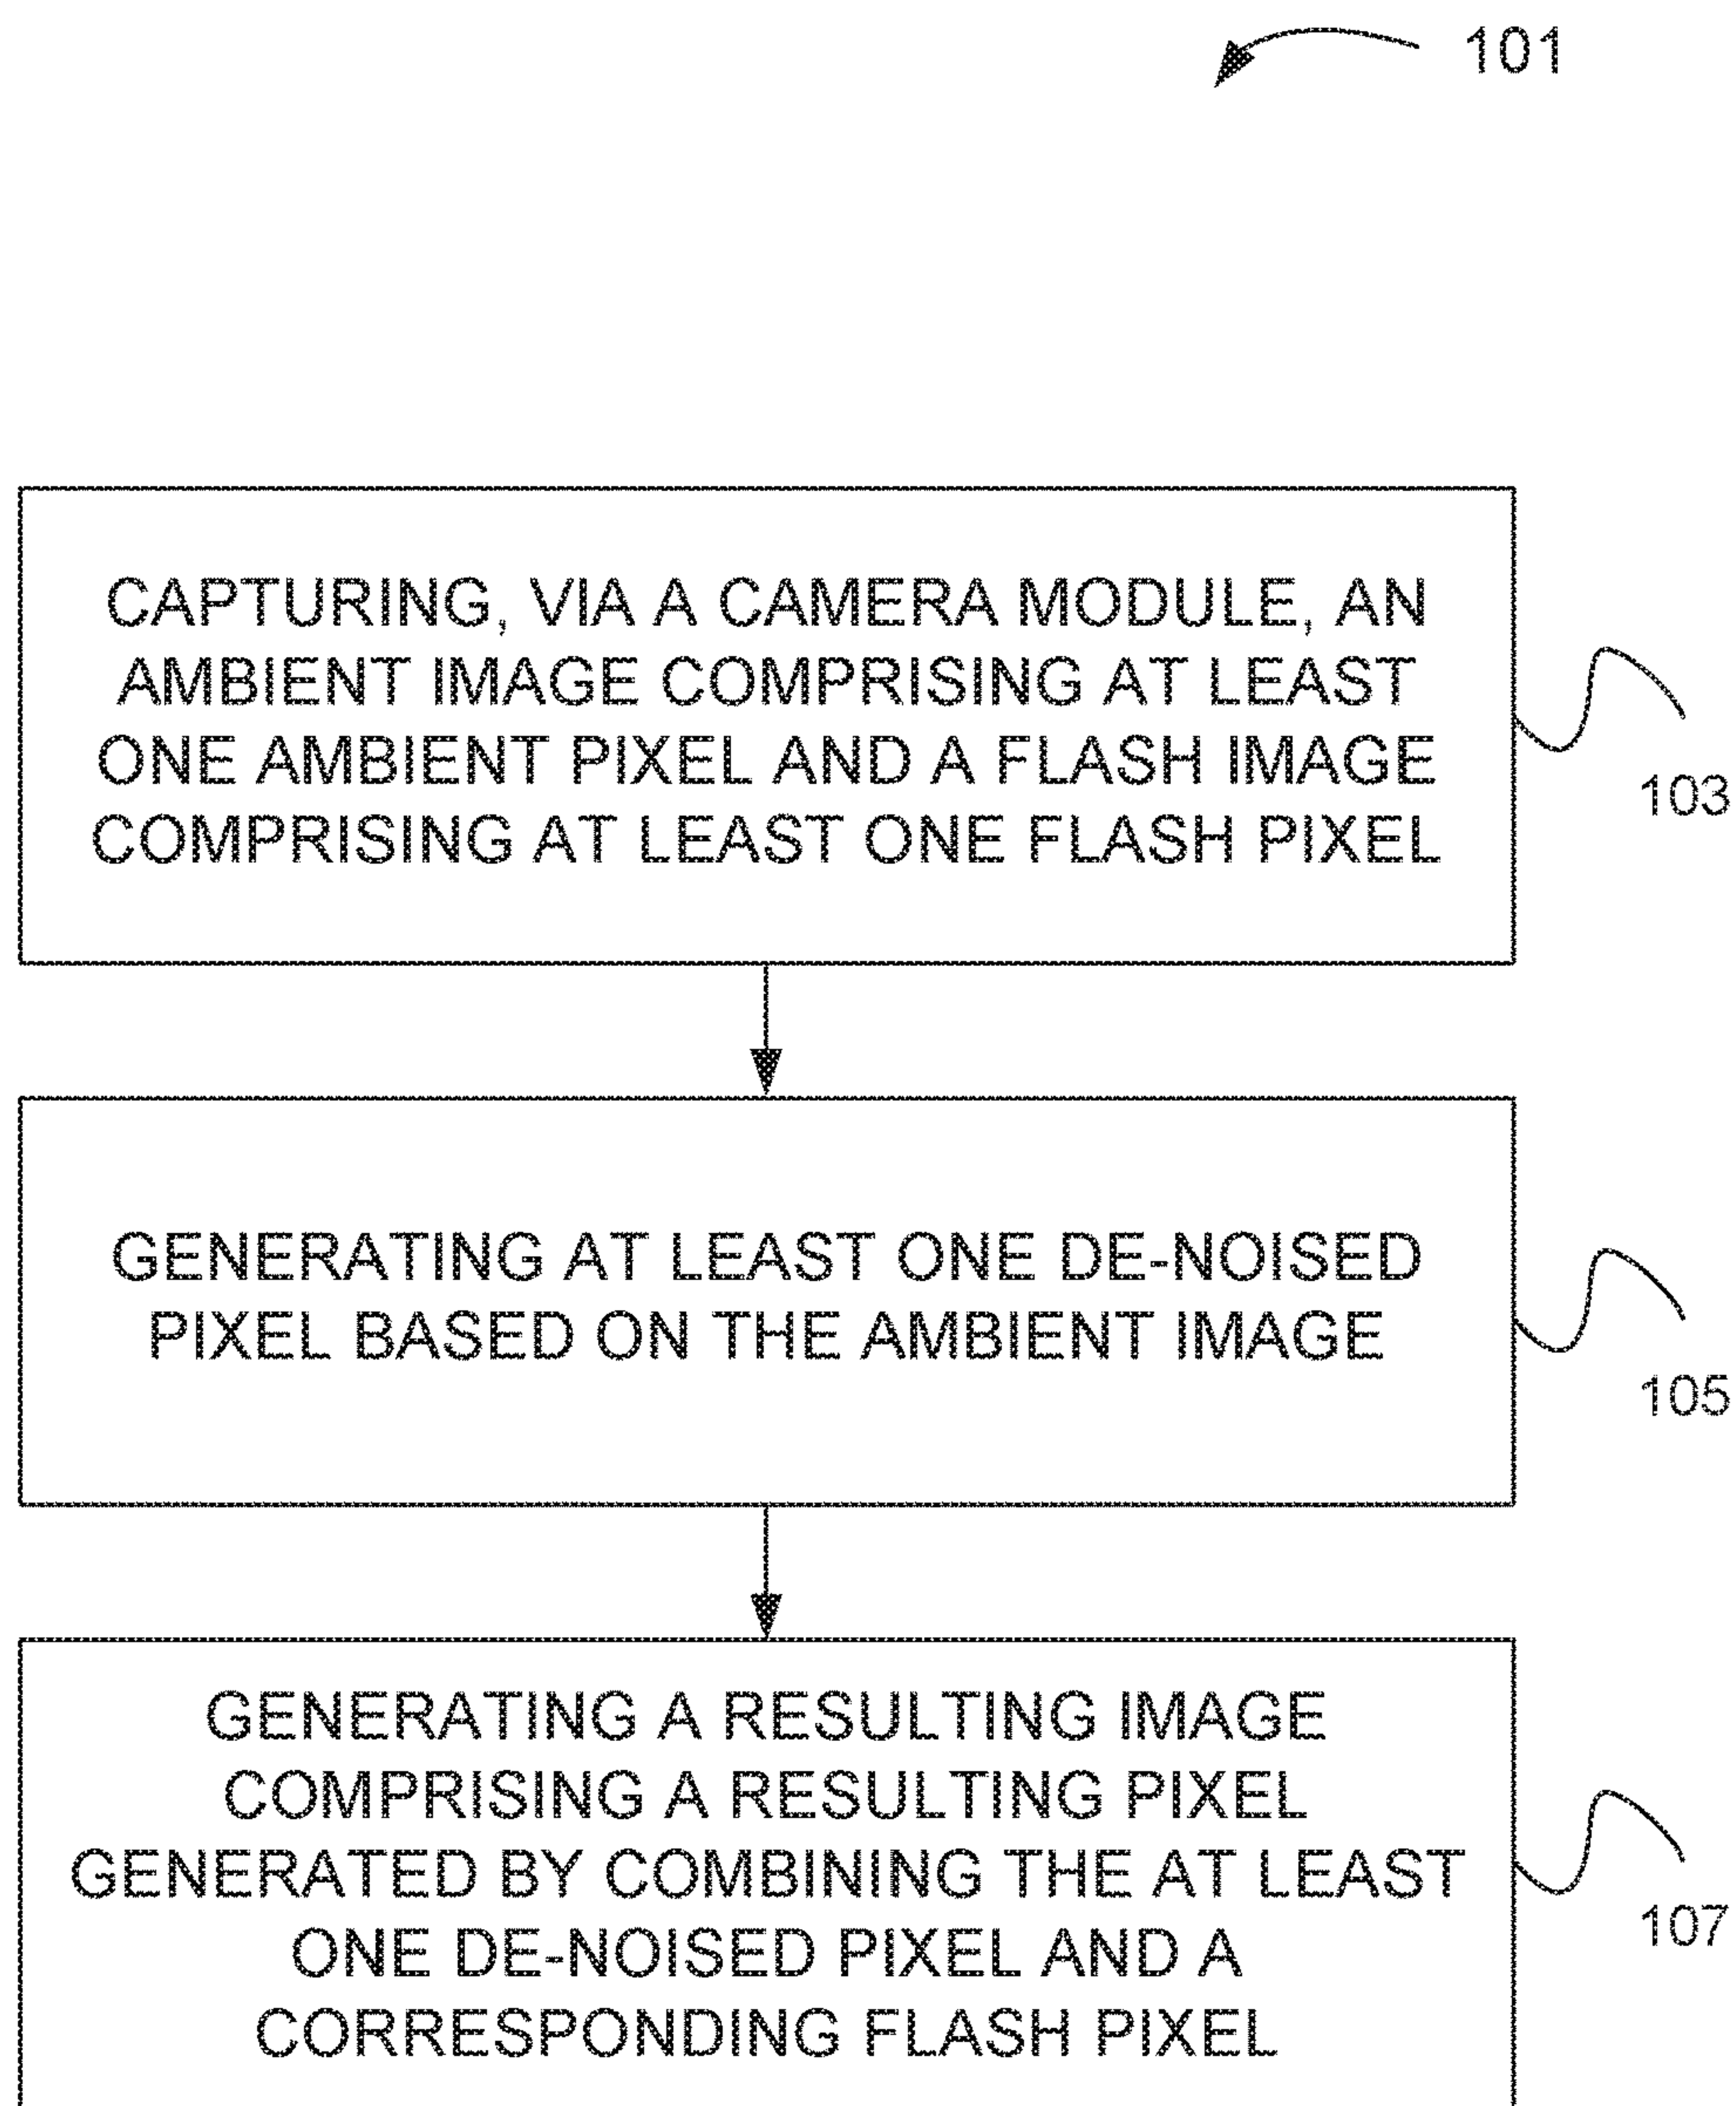 101
CAPTURING, VIA A CAMERA MODULE, AN
AMBIENT IMAGE COMPRISING AT LEAST
ONE AMBIENT PIXEL AND A FLASH IMAGE
COMPRISING AT LEAST ONE FLASH PIXEL
103
GENERATING AT LEAST ONE DE-NOISED
PIXEL BASED ON THE AMBIENT IMAGE
105
GENERATING A RESULTING IMAGE
COMPRISING A RESULTING PIXEL
GENERATED BY COMBINING THE AT LEAST
ONE DE-NOISED PIXEL AND A
CORRESPONDING FLASH PIXEL
107